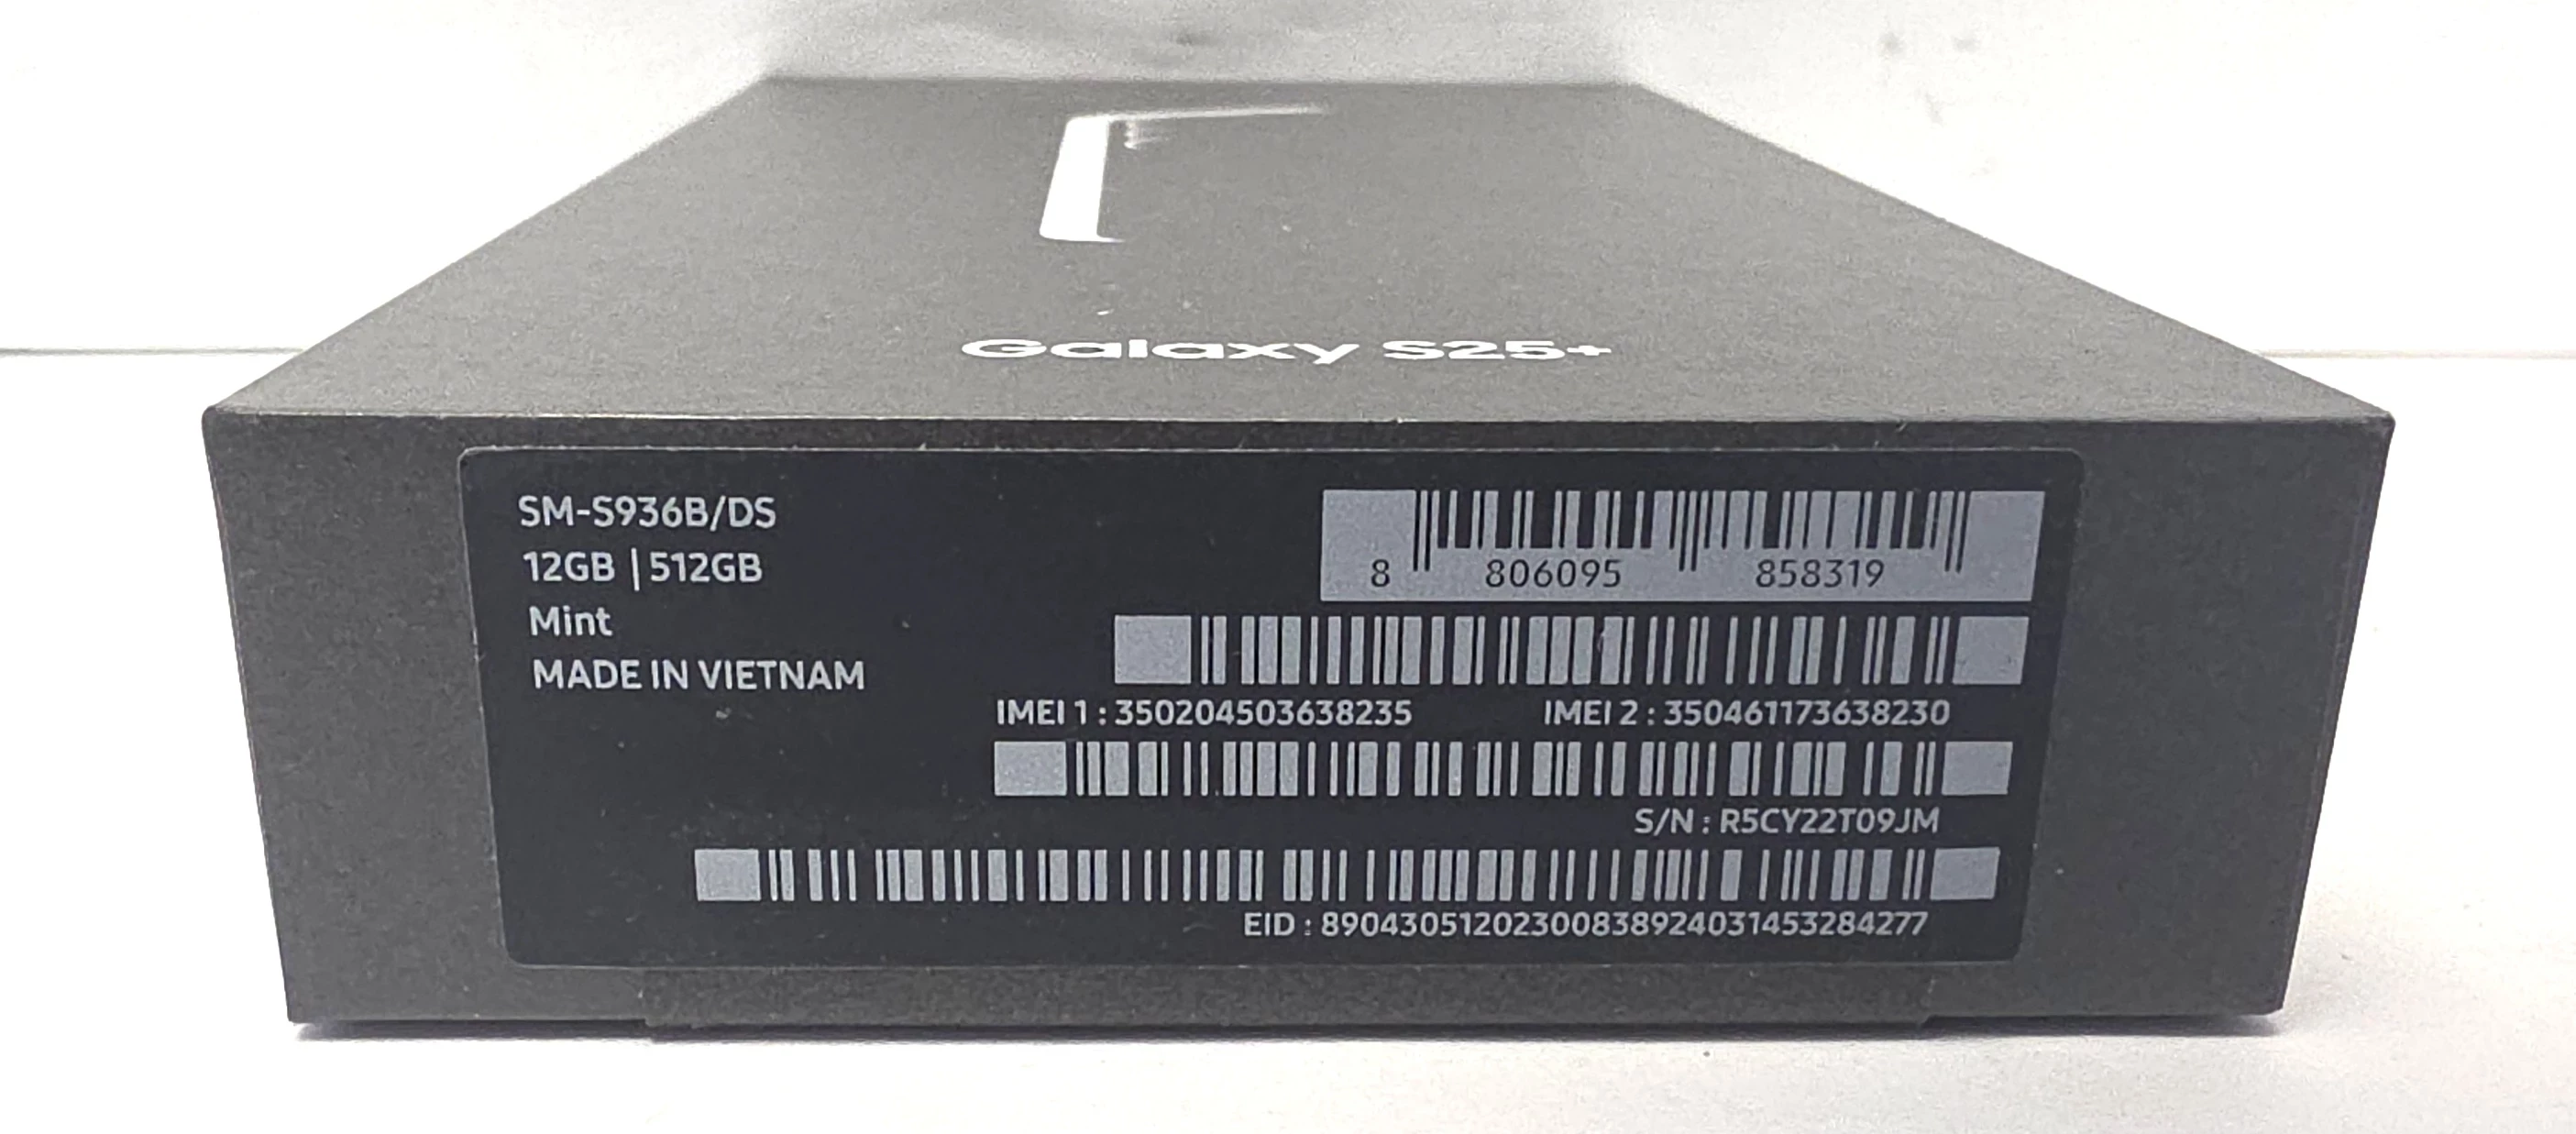 Galaxy S25+
SM-S936B/DS
12GB | 512GB
Mint
MADE IN VIETNAM
8 806095 858319
IMEI 1 : 350204503638235 IMEI 2 : 350461173638230
S/N : R5CY22T09JM
EID : 89043051202300838924031453284277